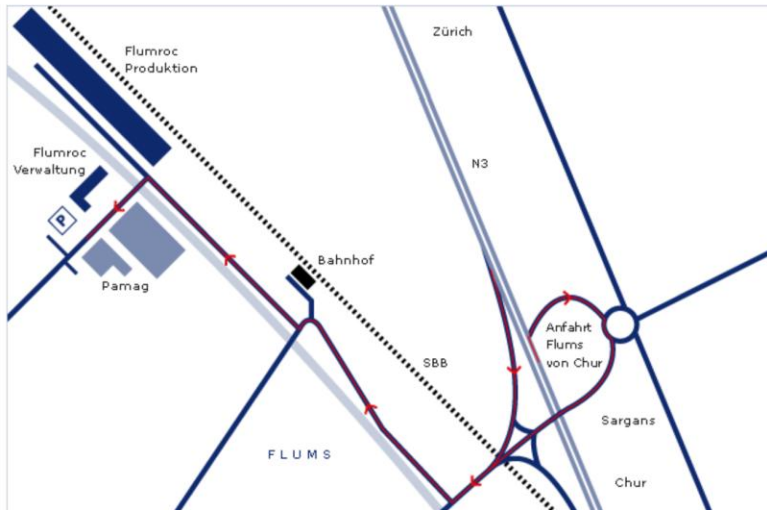 Zürich
Flumroc
Produktion
Flumroc
Verwaltung
N3
P
Bahnhof
Pamag
Anfahrt
Flums
von Chur
SBB
Sargans
FLUMS
Chur